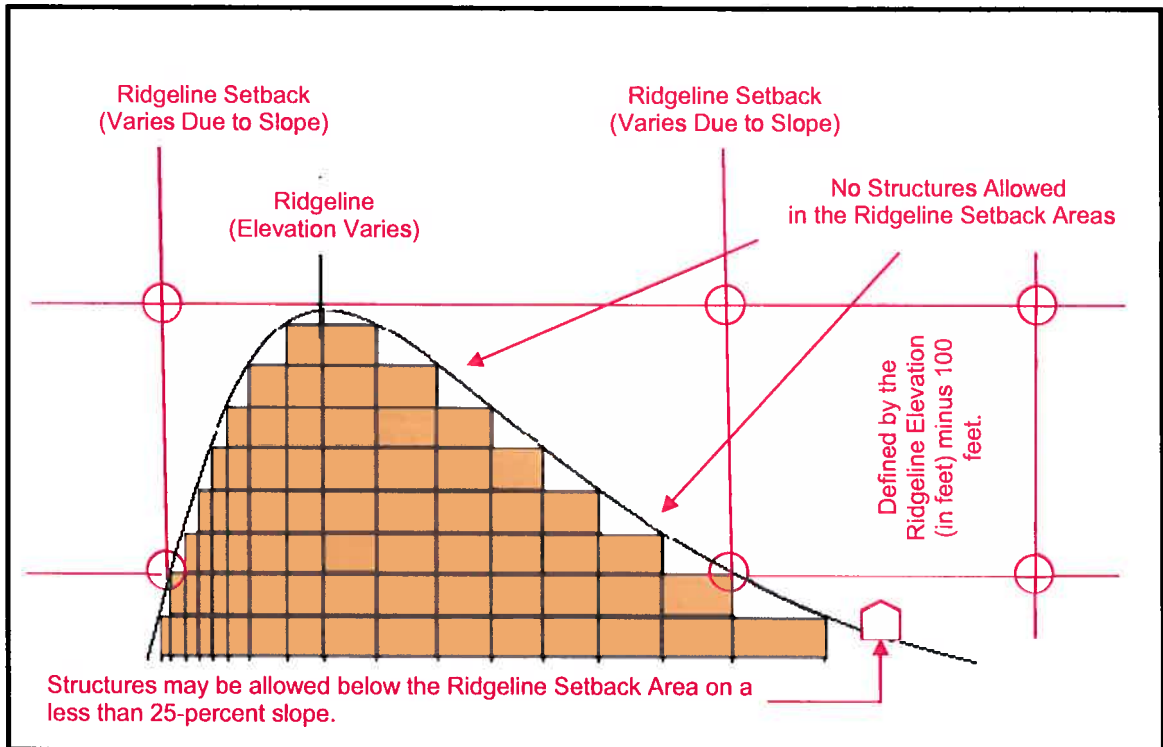 Ridgeline Setback
(Varies Due to Slope)
Ridgeline Setback
(Varies Due to Slope)
Ridgeline
(Elevation Varies)
No Structures Allowed
in the Ridgeline Setback Areas
Defined by the
Ridgeline Elevation
(in feet) minus 100
feet.
Structures may be allowed below the Ridgeline Setback Area on a
less than 25-percent slope.